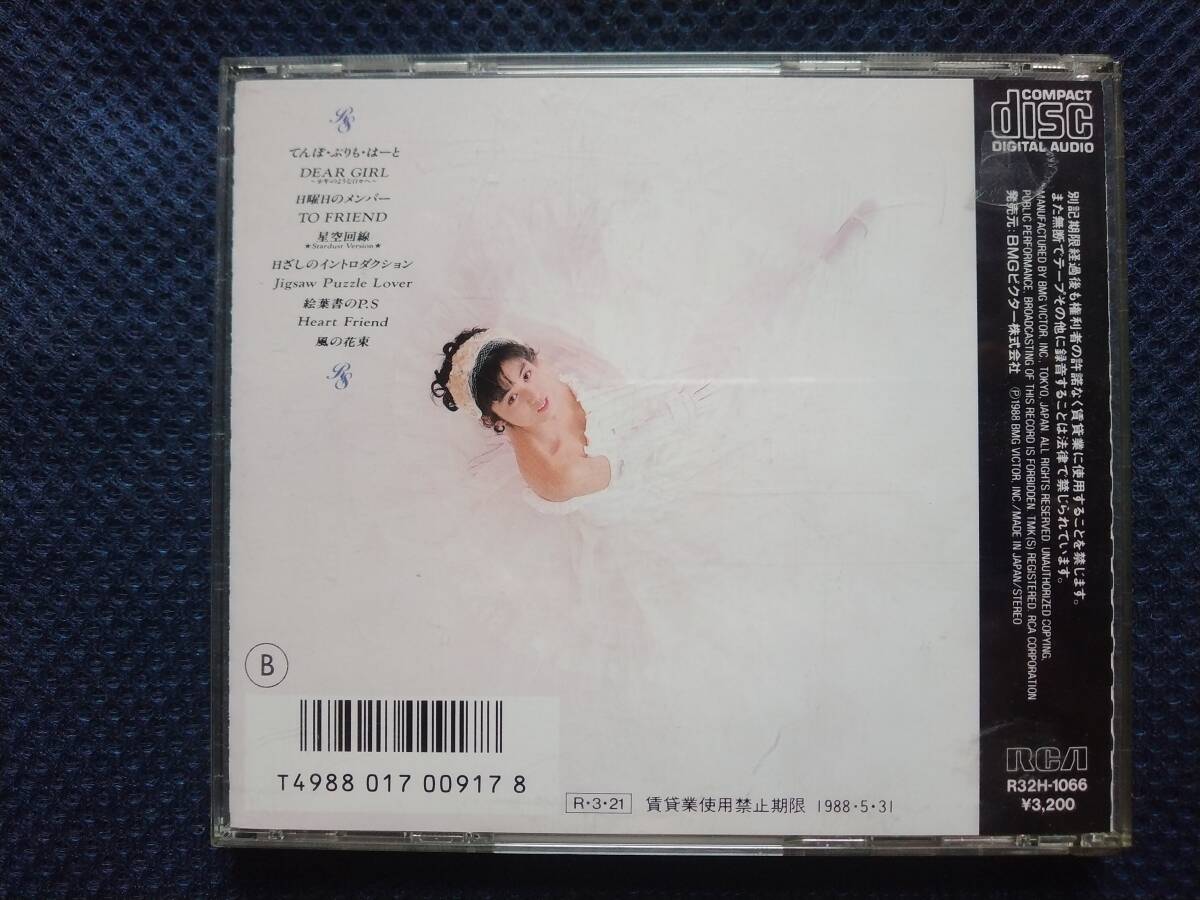 PS
てんぽ・ぷりも・はーと
DEAR GIRL
日曜日のメンバー
TO FRIEND
星空回線
★Stardust Version★
日ざしのイントロダクション
Jigsaw Puzzle Lover
絵葉書のP.S
Heart Friend
風の花束
PS
B
T4988 017 00917 8
R・3・21 賃貸業使用禁止期限 1988・5・31
COMPACT
disc
DIGITAL AUDIO
別記期限経過後も権利者の許諾なく賃貸業に使用することを禁じます。
また無断でテープその他に録音することは法律で禁じられています。
MANUFACTURED BY BMG VICTOR, INC., TOKYO, JAPAN. ALL RIGHTS RESERVED. UNAUTHORIZED COPYING,
PUBLIC PERFORMANCE, BROADCASTING OF THIS RECORD IS FORBIDDEN. TMK(S) REGISTERED. RCA CORPORATION
発売元:BMGビクター株式会社 Ⓟ1988 BMG VICTOR, INC./MADE IN JAPAN/STEREO
RCA
R32H-1066
¥3,200